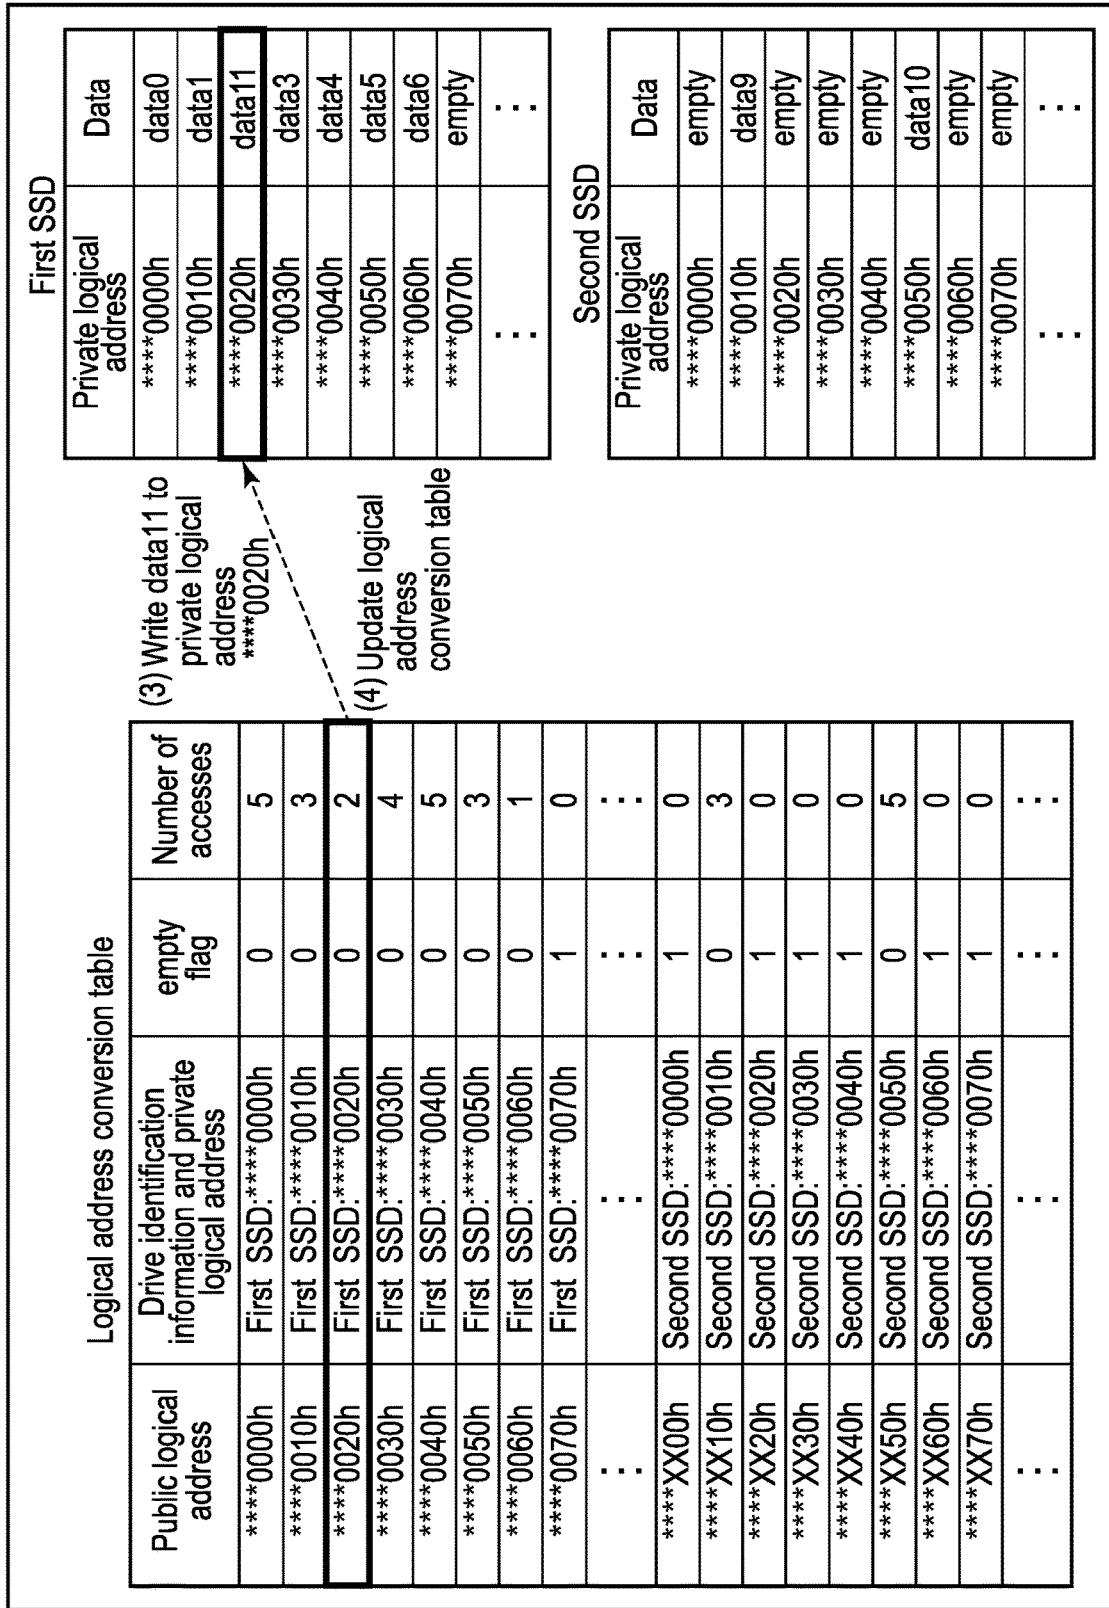 Logical address conversion table
Public logical address | Drive identification information and private logical address | empty flag | Number of accesses
****0000h | First SSD:****0000h | 0 | 5
****0010h | First SSD:****0010h | 0 | 3
****0020h | First SSD:****0020h | 0 | 2
****0030h | First SSD:****0030h | 0 | 4
****0040h | First SSD:****0040h | 0 | 5
****0050h | First SSD:****0050h | 0 | 3
****0060h | First SSD:****0060h | 0 | 1
****0070h | First SSD:****0070h | 1 | 0
... | ... | ... | ...
****XX00h | Second SSD:****0000h | 1 | 0
****XX10h | Second SSD:****0010h | 0 | 3
****XX20h | Second SSD:****0020h | 1 | 0
****XX30h | Second SSD:****0030h | 1 | 0
****XX40h | Second SSD:****0040h | 1 | 0
****XX50h | Second SSD:****0050h | 0 | 5
****XX60h | Second SSD:****0060h | 1 | 0
****XX70h | Second SSD:****0070h | 1 | 0
... | ... | ... | ...
(3) Write data11 to
private logical
address
****0020h
(4) Update logical
address
conversion table
First SSD
Private logical address | Data
****0000h | data0
****0010h | data1
****0020h | data11
****0030h | data3
****0040h | data4
****0050h | data5
****0060h | data6
****0070h | empty
... | ...
Second SSD
Private logical address | Data
****0000h | empty
****0010h | data9
****0020h | empty
****0030h | empty
****0040h | empty
****0050h | data10
****0060h | empty
****0070h | empty
... | ...